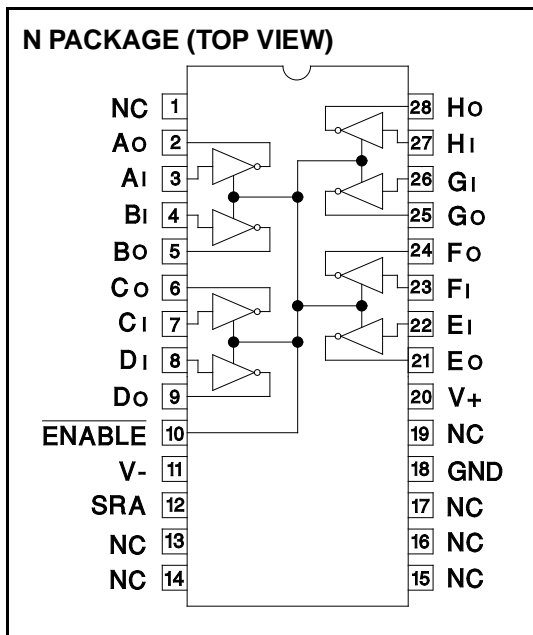 N PACKAGE (TOP VIEW)
NC 1
AO 2
AI 3
BI 4
BO 5
CO 6
CI 7
DI 8
DO 9
ENABLE 10
V- 11
SRA 12
NC 13
NC 14
28 HO
27 HI
26 GI
25 GO
24 FO
23 FI
22 EI
21 EO
20 V+
19 NC
18 GND
17 NC
16 NC
15 NC